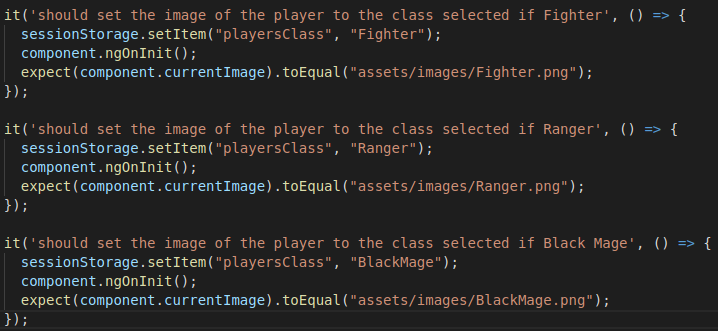 it('should set the image of the player to the class selected if Fighter', () => {
  sessionStorage.setItem("playersClass", "Fighter");
  component.ngOnInit();
  expect(component.currentImage).toEqual("assets/images/Fighter.png");
});

it('should set the image of the player to the class selected if Ranger', () => {
  sessionStorage.setItem("playersClass", "Ranger");
  component.ngOnInit();
  expect(component.currentImage).toEqual("assets/images/Ranger.png");
});

it('should set the image of the player to the class selected if Black Mage', () => {
  sessionStorage.setItem("playersClass", "BlackMage");
  component.ngOnInit();
  expect(component.currentImage).toEqual("assets/images/BlackMage.png");
});